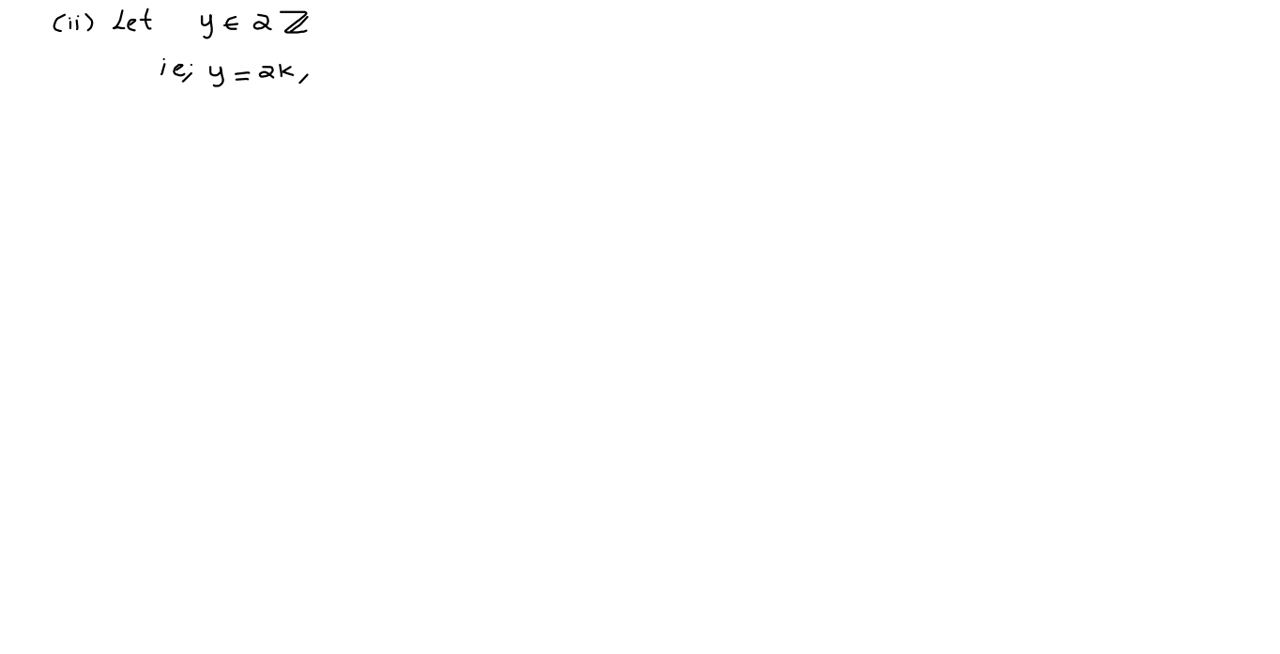 (ii) Let y ∈ 2ℤ
ie; y = 2k,